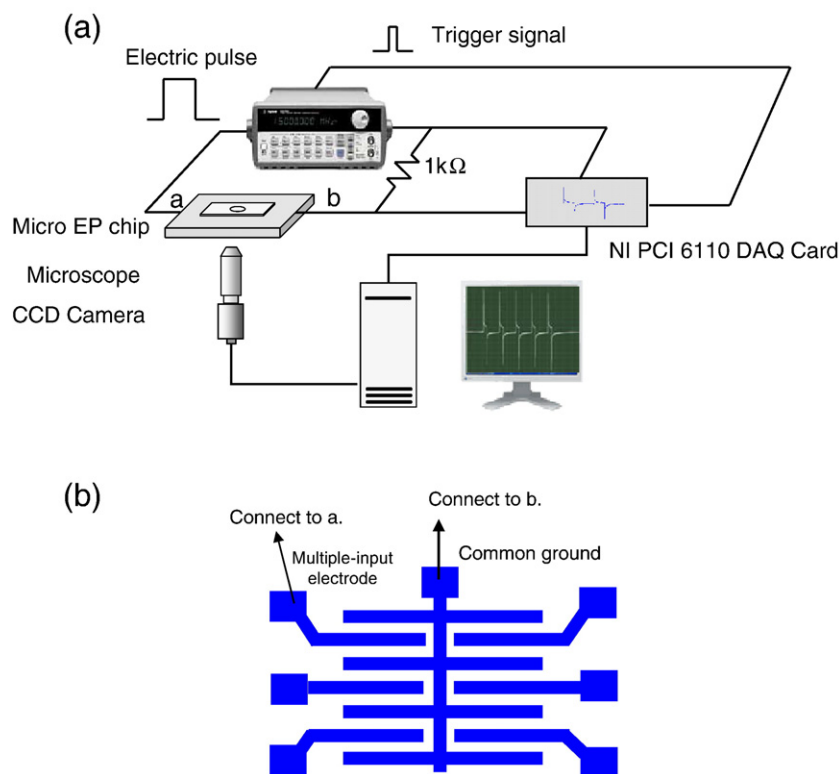 (a)
Trigger signal
Electric pulse
1kΩ
a
b
Micro EP chip
NI PCI 6110 DAQ Card
Microscope
CCD Camera
(b)
Connect to b.
Connect to a.
Common ground
Multiple-input
electrode